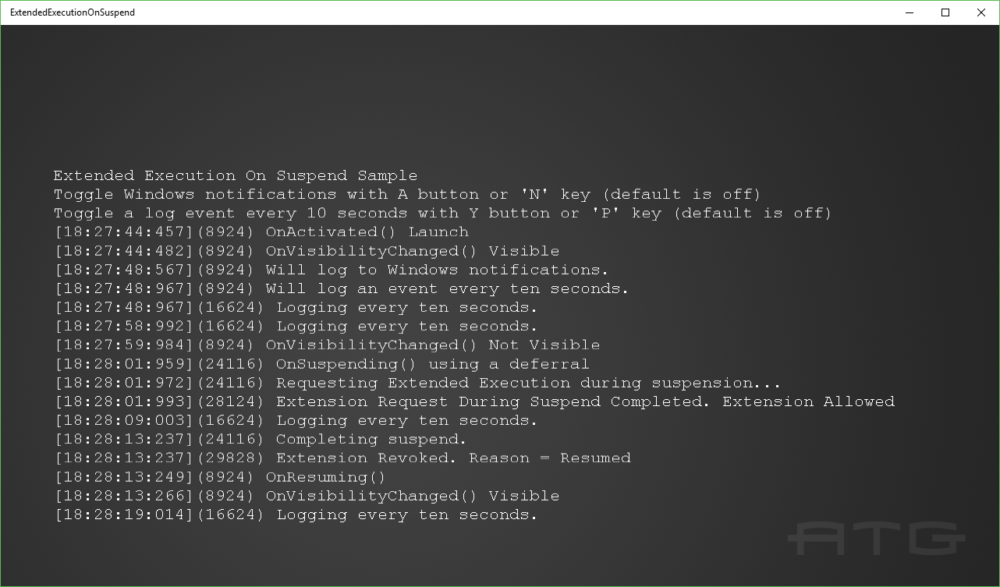 ExtendedExecutionOnSuspend
Extended Execution On Suspend Sample
Toggle Windows notifications with A button or 'N' key (default is off)
Toggle a log event every 10 seconds with Y button or 'P' key (default is off)
[18:27:44:457](8924) OnActivated() Launch
[18:27:44:482](8924) OnVisibilityChanged() Visible
[18:27:48:567](8924) Will log to Windows notifications.
[18:27:48:967](8924) Will log an event every ten seconds.
[18:27:48:967](16624) Logging every ten seconds.
[18:27:58:992](16624) Logging every ten seconds.
[18:27:59:984](8924) OnVisibilityChanged() Not Visible
[18:28:01:959](24116) OnSuspending() using a deferral
[18:28:01:972](24116) Requesting Extended Execution during suspension...
[18:28:01:993](28124) Extension Request During Suspend Completed. Extension Allowed
[18:28:09:003](16624) Logging every ten seconds.
[18:28:13:237](24116) Completing suspend.
[18:28:13:237](29828) Extension Revoked. Reason = Resumed
[18:28:13:249](8924) OnResuming()
[18:28:13:266](8924) OnVisibilityChanged() Visible
[18:28:19:014](16624) Logging every ten seconds.
ATG